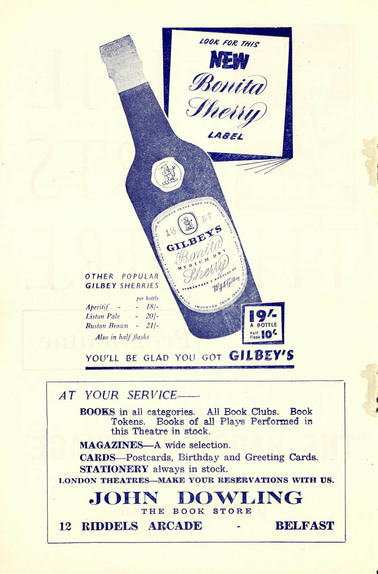 LOOK FOR THIS
NEW
Bonita
Sherry
LABEL
18 57
GILBEYS
Bonita
MEDIUM DRY
Sherry
OTHER POPULAR
GILBEY SHERRIES
per bottle
Aperitif - - 18/-
Listan Pale - 20/-
Rustan Brown - 21/-
Also in half flasks
19/-
A BOTTLE
Half Flask 10/-
YOU'LL BE GLAD YOU GOT GILBEY'S
AT YOUR SERVICE—
BOOKS in all categories. All Book Clubs. Book
Tokens. Books of all Plays Performed in
this Theatre in stock.
MAGAZINES—A wide selection.
CARDS—Postcards, Birthday and Greeting Cards.
STATIONERY always in stock.
LONDON THEATRES—MAKE YOUR RESERVATIONS WITH US.
JOHN DOWLING
THE BOOK STORE
12 RIDDELS ARCADE - BELFAST